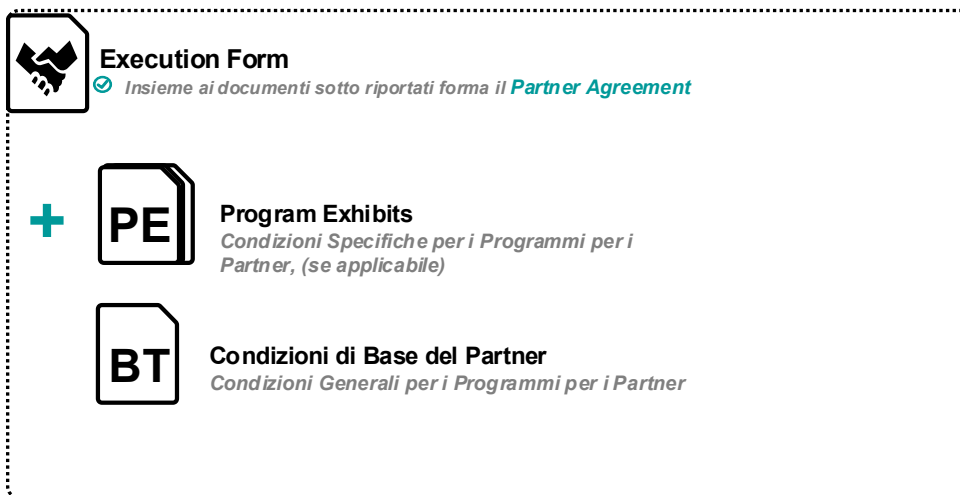 Execution Form
Insieme ai documenti sotto riportati forma il Partner Agreement
PE
Program Exhibits
Condizioni Specifiche per i Programmi per i
Partner, (se applicabile)
BT
Condizioni di Base del Partner
Condizioni Generali per i Programmi per i Partner